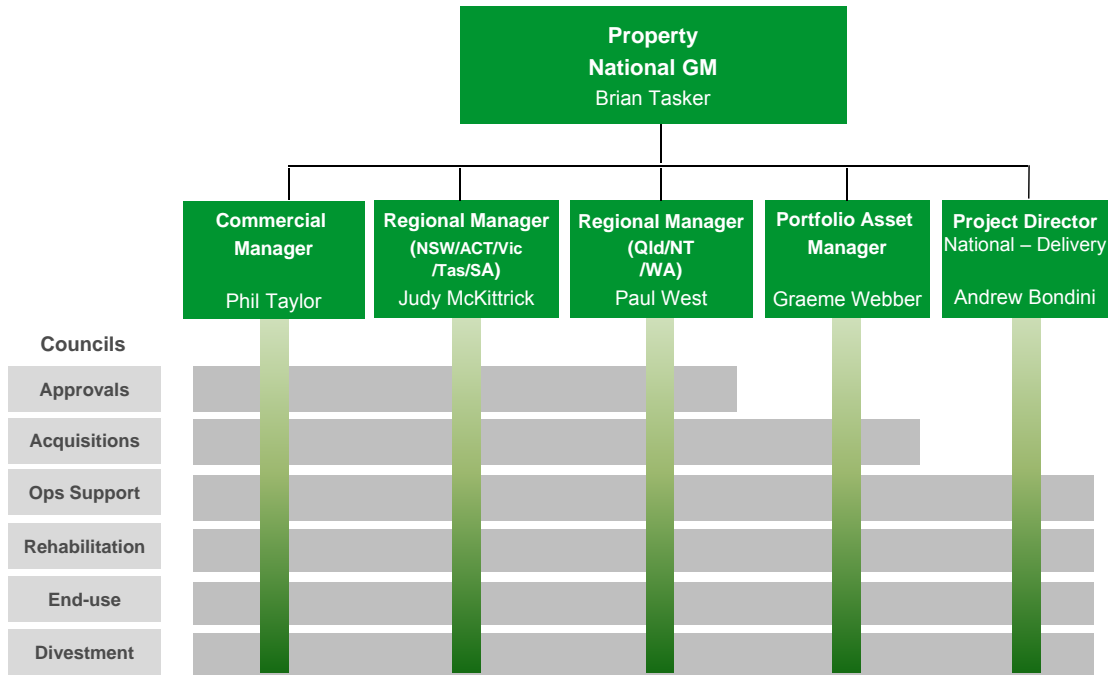 Property
National GM
Brian Tasker
Commercial
Manager
Phil Taylor
Regional Manager
(NSW/ACT/Vic
/Tas/SA)
Judy McKittrick
Regional Manager
(Qld/NT
/WA)
Paul West
Portfolio Asset
Manager
Graeme Webber
Project Director
National – Delivery
Andrew Bondini
Councils
Approvals
Acquisitions
Ops Support
Rehabilitation
End-use
Divestment